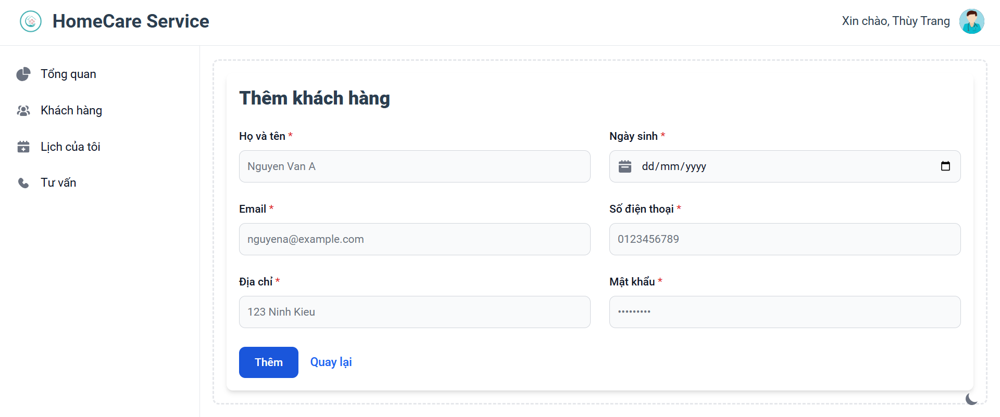 HomeCare Service
Xin chào, Thùy Trang
Tổng quan
Khách hàng
Lịch của tôi
Tư vấn
Thêm khách hàng
Họ và tên *
Nguyen Van A
Ngày sinh *
dd/mm/yyyy
Email *
nguyena@example.com
Số điện thoại *
0123456789
Địa chỉ *
123 Ninh Kieu
Mật khẩu *
•••••••••
Thêm
Quay lại